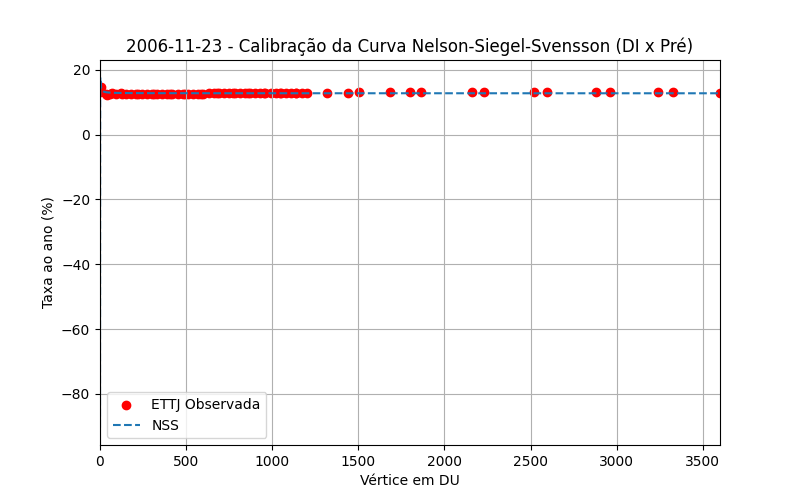 2006-11-23 - Calibração da Curva Nelson-Siegel-Svensson (DI x Pré)
Taxa ao ano (%)
20
0
−20
−40
−60
−80
ETTJ Observada
NSS
0 500 1000 1500 2000 2500 3000 3500
Vértice em DU